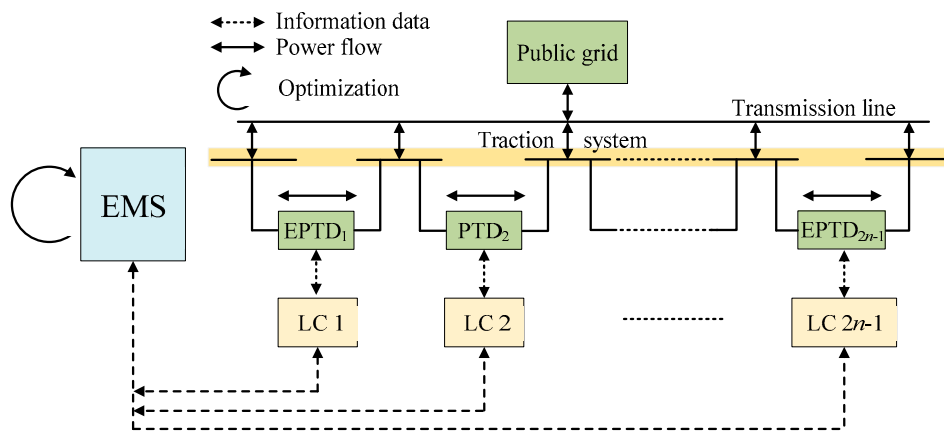 Information data
Power flow
Optimization
Public grid
Transmission line
Traction system
EMS
EPTD₁
PTD₂
EPTD₂ₙ₋₁
LC 1
LC 2
LC 2n-1